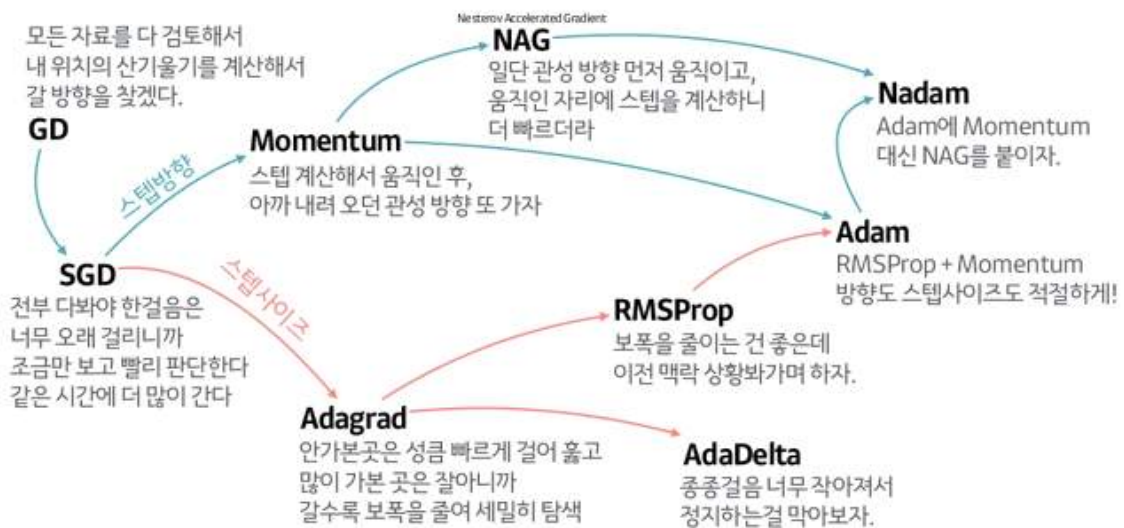 모든 자료를 다 검토해서
내 위치의 산기울기를 계산해서
갈 방향을 찾겠다.
GD
스텝방향
Momentum
스텝 계산해서 움직인 후,
아까 내려 오던 관성 방향 또 가자
Nesterov Accelerated Gradient
NAG
일단 관성 방향 먼저 움직이고,
움직인 자리에 스텝을 계산하니
더 빠르더라
Nadam
Adam에 Momentum
대신 NAG를 붙이자.
SGD
전부 다봐야 한걸음은
너무 오래 걸리니까
조금만 보고 빨리 판단한다
같은 시간에 더 많이 간다
스텝사이즈
Adagrad
안가본곳은 성큼 빠르게 걸어 훓고
많이 가본 곳은 잘아니까
갈수록 보폭을 줄여 세밀히 탐색
RMSProp
보폭을 줄이는 건 좋은데
이전 맥락 상황봐가며 하자.
Adam
RMSProp + Momentum
방향도 스텝사이즈도 적절하게!
AdaDelta
종종걸음 너무 작아져서
정지하는걸 막아보자.